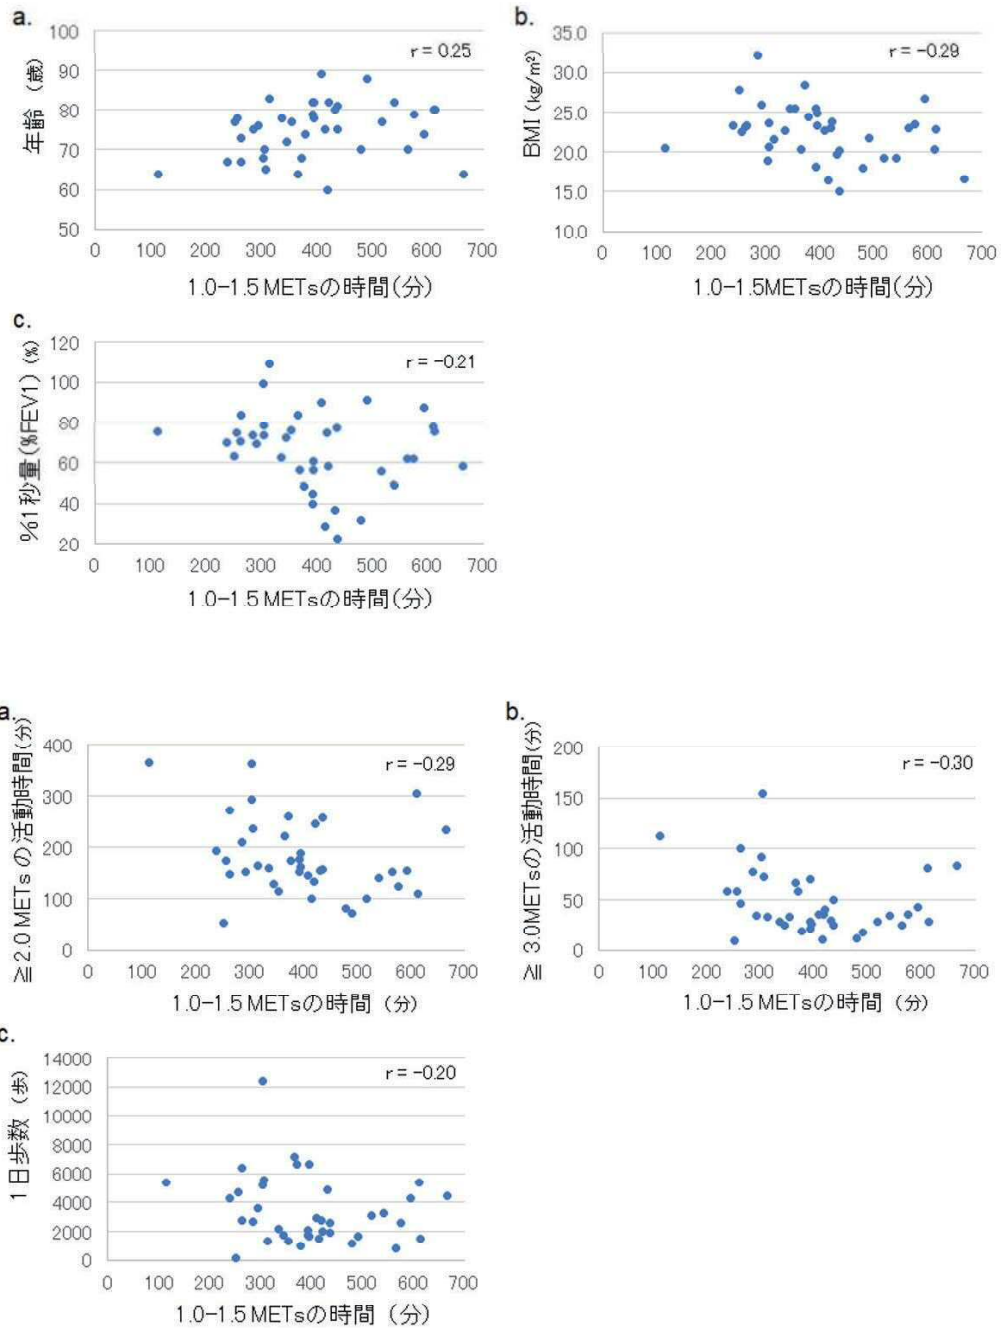 a.
r = 0.25
年齢 (歳)
100
90
80
70
60
50
0 100 200 300 400 500 600 700
1.0-1.5 METsの時間(分)
b.
r = -0.29
BMI (kg/m²)
35.0
30.0
25.0
20.0
15.0
10.0
0 100 200 300 400 500 600 700
1.0-1.5METsの時間(分)
c.
r = -0.21
%1秒量(%FEV1) (%)
120
100
80
60
40
20
0 100 200 300 400 500 600 700
1.0-1.5 METsの時間(分)
a.
r = -0.29
≧2.0 METs の活動時間(分)
400
300
200
100
0
0 100 200 300 400 500 600 700
1.0-1.5 METsの時間 (分)
b.
r = -0.30
≧ 3.0METsの活動時間(分)
200
150
100
50
0
0 100 200 300 400 500 600 700
1.0-1.5 METsの時間 (分)
c.
r = -0.20
1日歩数 (歩)
14000
12000
10000
8000
6000
4000
2000
0
0 100 200 300 400 500 600 700
1.0-1.5 METsの時間 (分)